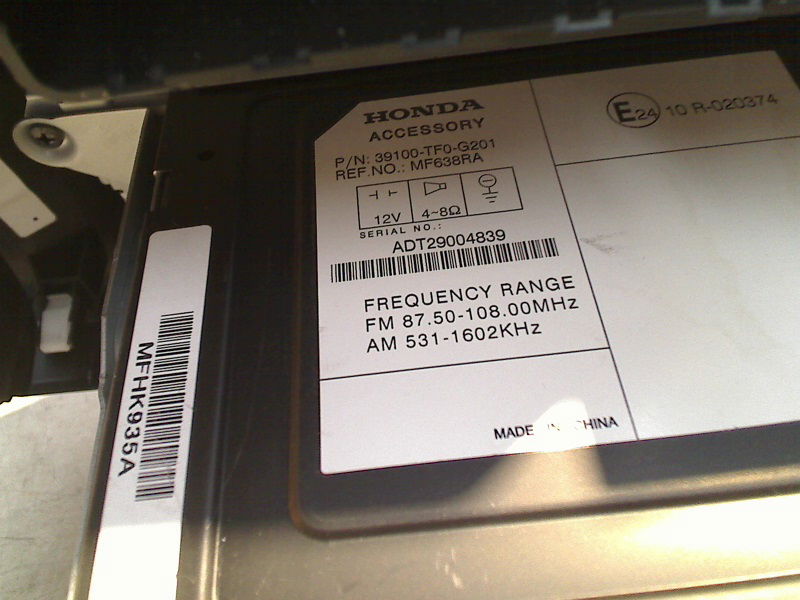 HONDA
ACCESSORY
P/N: 39100-TF0-G201
REF.NO.: MF638RA
12V
4~8Ω
SERIAL NO.:
ADT29004839
FREQUENCY RANGE
FM 87.50-108.00MHz
AM 531-1602KHz
MADE IN CHINA
E24 10 R-020374
MFHK935A